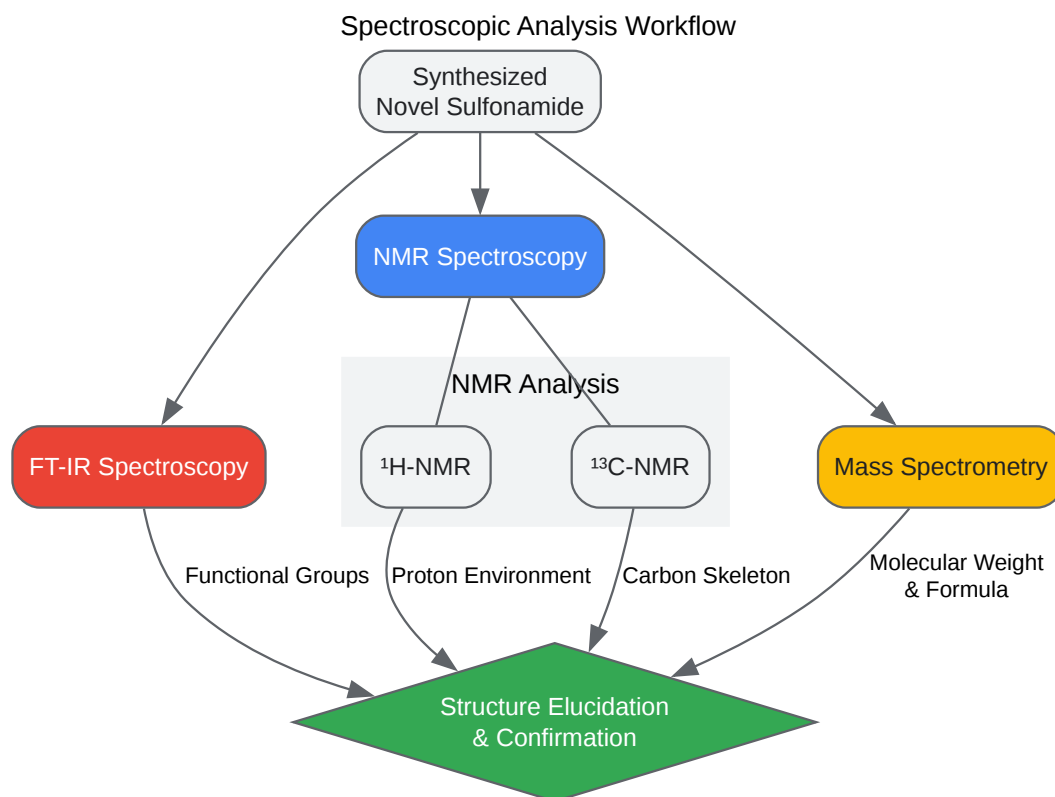 Spectroscopic Analysis Workflow
Synthesized
Novel Sulfonamide
NMR Spectroscopy
NMR Analysis
FT-IR Spectroscopy
¹H-NMR
¹³C-NMR
Mass Spectrometry
Functional Groups
Proton Environment
Carbon Skeleton
Molecular Weight
& Formula
Structure Elucidation
& Confirmation